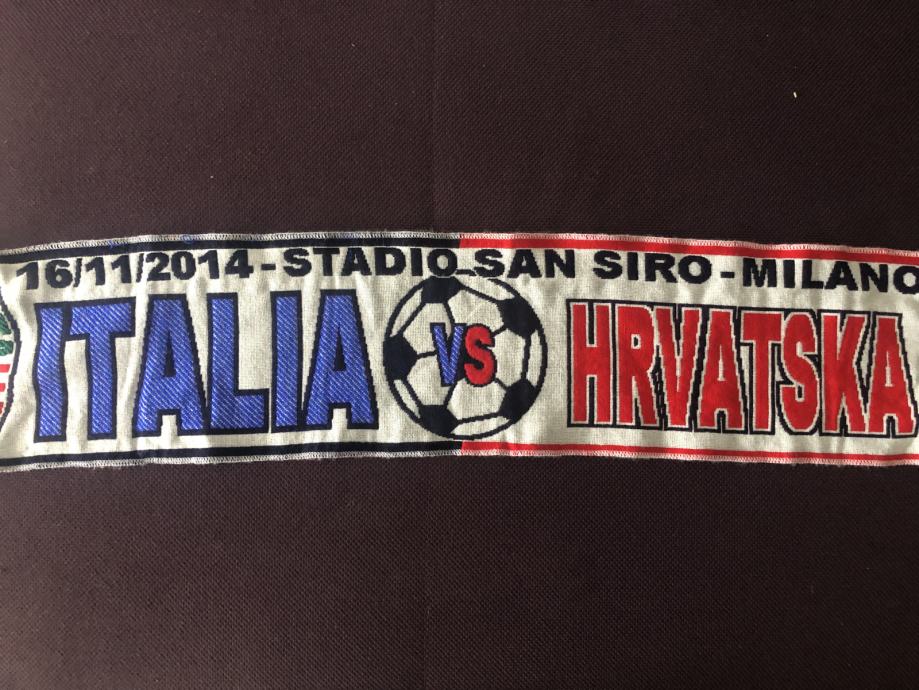 16/11/2014-STADIO SAN SIRO-MILANO
ITALIA VS HRVATSKA